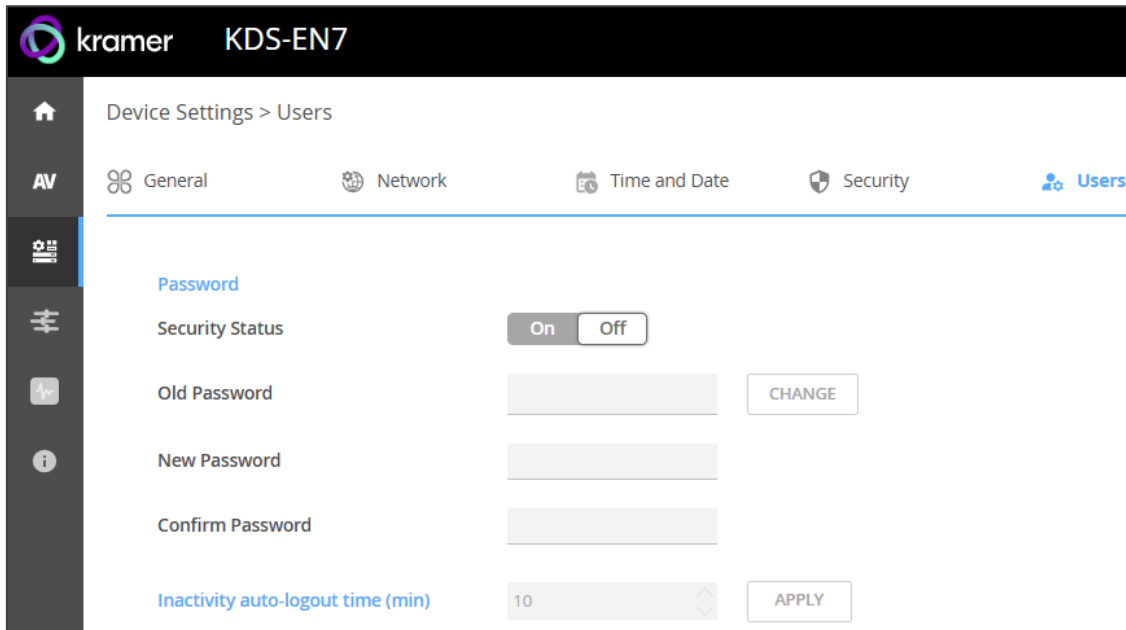 kramer KDS-EN7
Device Settings > Users
AV General Network Time and Date Security Users
Password
Security Status On Off
Old Password CHANGE
New Password
Confirm Password
Inactivity auto-logout time (min) 10 APPLY